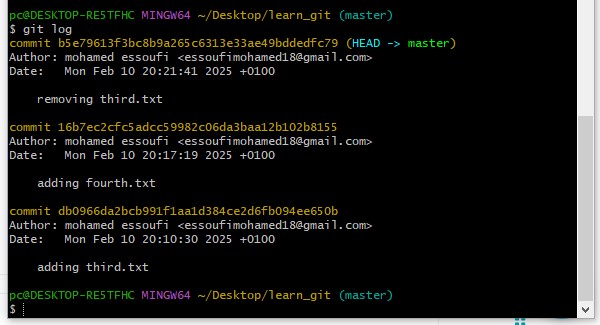 pc@DESKTOP-RE5TFHC MINGW64 ~/Desktop/learn_git (master)
$ git log
commit b5e79613f3bc8b9a265c6313e33ae49bddedfc79 (HEAD -> master)
Author: mohamed essoufi <essoufimohamed18@gmail.com>
Date:   Mon Feb 10 20:21:41 2025 +0100
    removing third.txt
commit 16b7ec2cfc5adcc59982c06da3baa12b102b8155
Author: mohamed essoufi <essoufimohamed18@gmail.com>
Date:   Mon Feb 10 20:17:19 2025 +0100
    adding fourth.txt
commit db0966da2bcb991f1aa1d384ce2d6fb094ee650b
Author: mohamed essoufi <essoufimohamed18@gmail.com>
Date:   Mon Feb 10 20:10:30 2025 +0100
    adding third.txt
pc@DESKTOP-RE5TFHC MINGW64 ~/Desktop/learn_git (master)
$